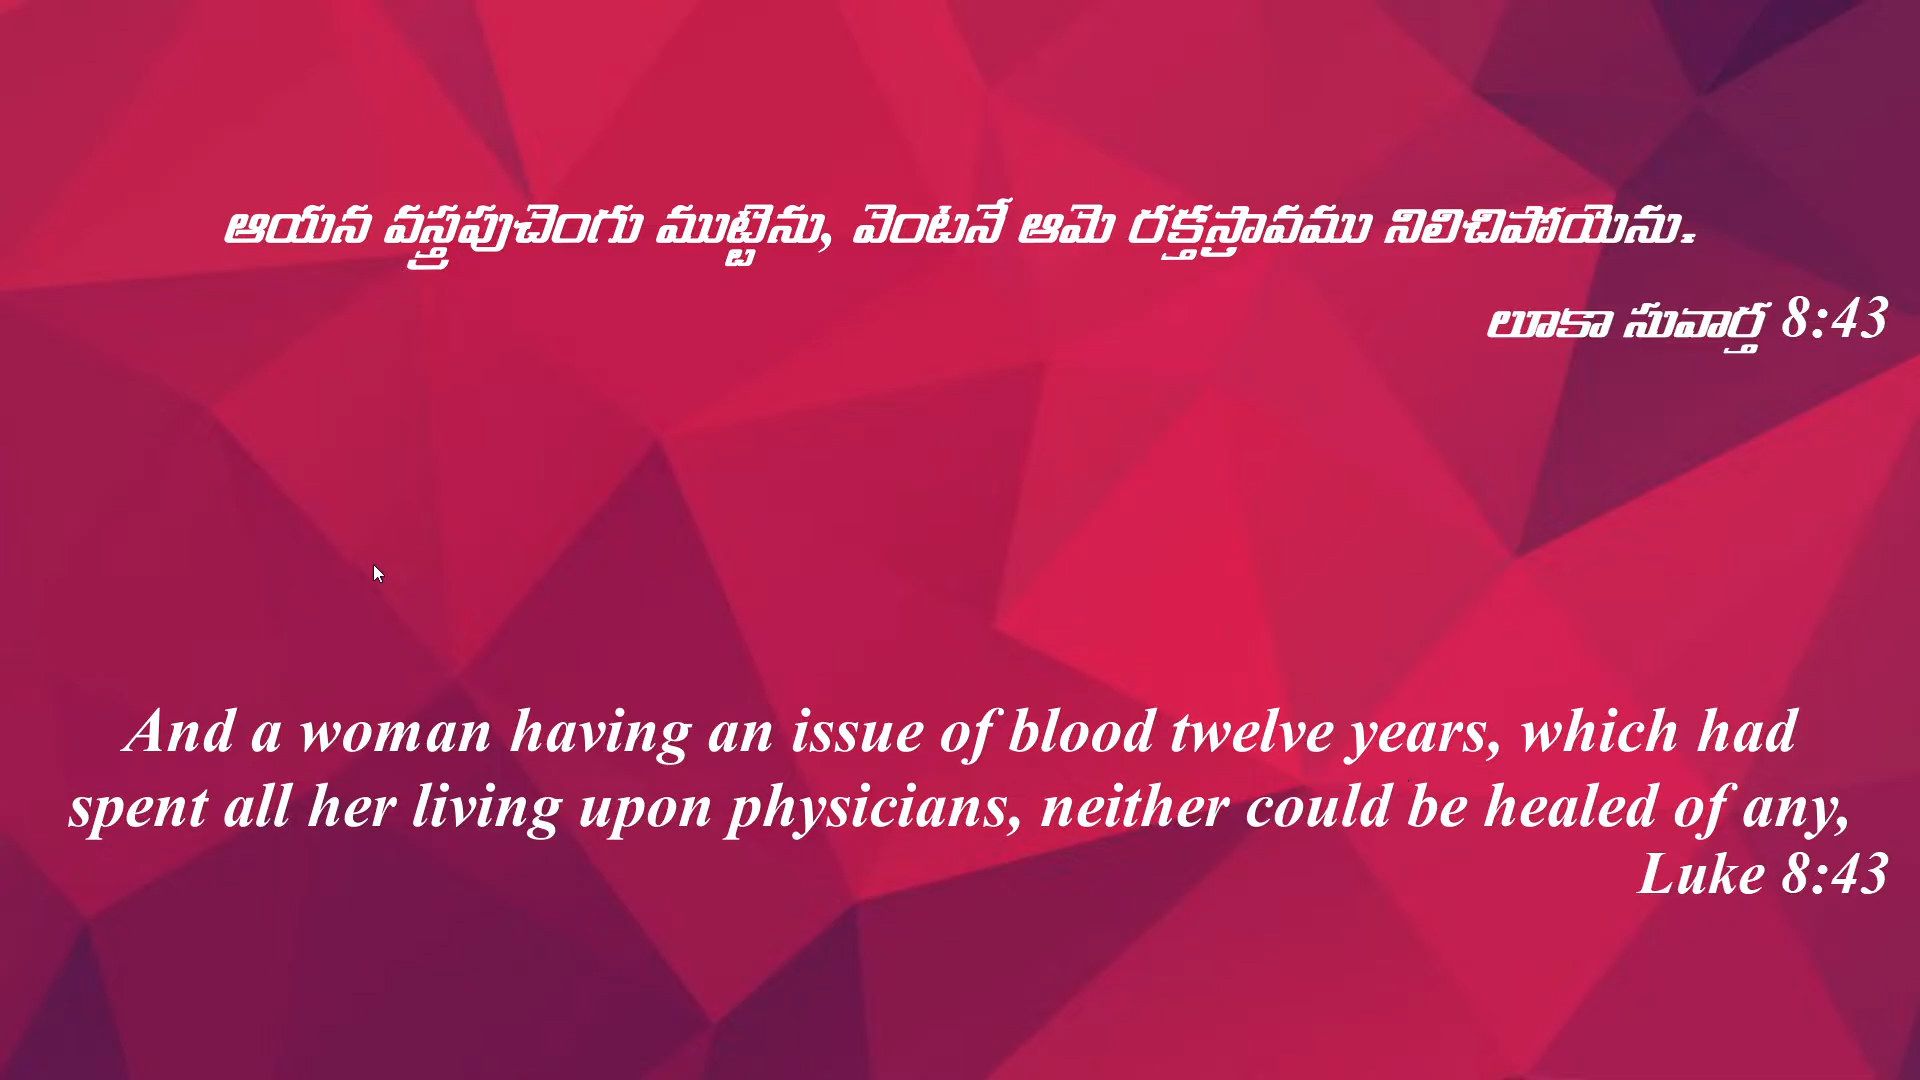 ఆయన వస్త్రపుచెంగు ముట్టెను, వెంటనే ఆమె రక్తస్రావము నిలిచిపోయెను.
లూకా సువార్త 8:43
And a woman having an issue of blood twelve years, which had
spent all her living upon physicians, neither could be healed of any,
Luke 8:43